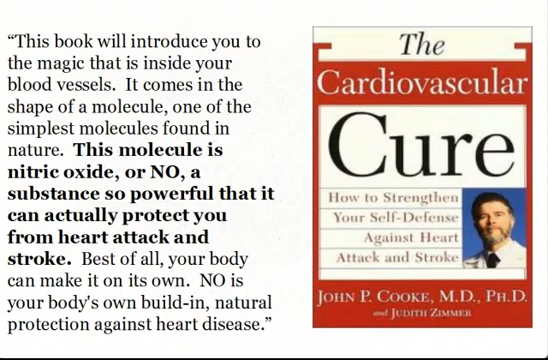 “This book will introduce you to
the magic that is inside your
blood vessels.  It comes in the
shape of a molecule, one of the
simplest molecules found in
nature.  This molecule is
nitric oxide, or NO, a
substance so powerful that it
can actually protect you
from heart attack and
stroke.  Best of all, your body
can make it on its own.  NO is
your body's own build-in, natural
protection against heart disease.”
The
Cardiovascular
Cure
How to Strengthen
Your Self-Defense
Against Heart
Attack and Stroke
JOHN P. COOKE, M.D., PH.D.
and JUDITH ZIMMER